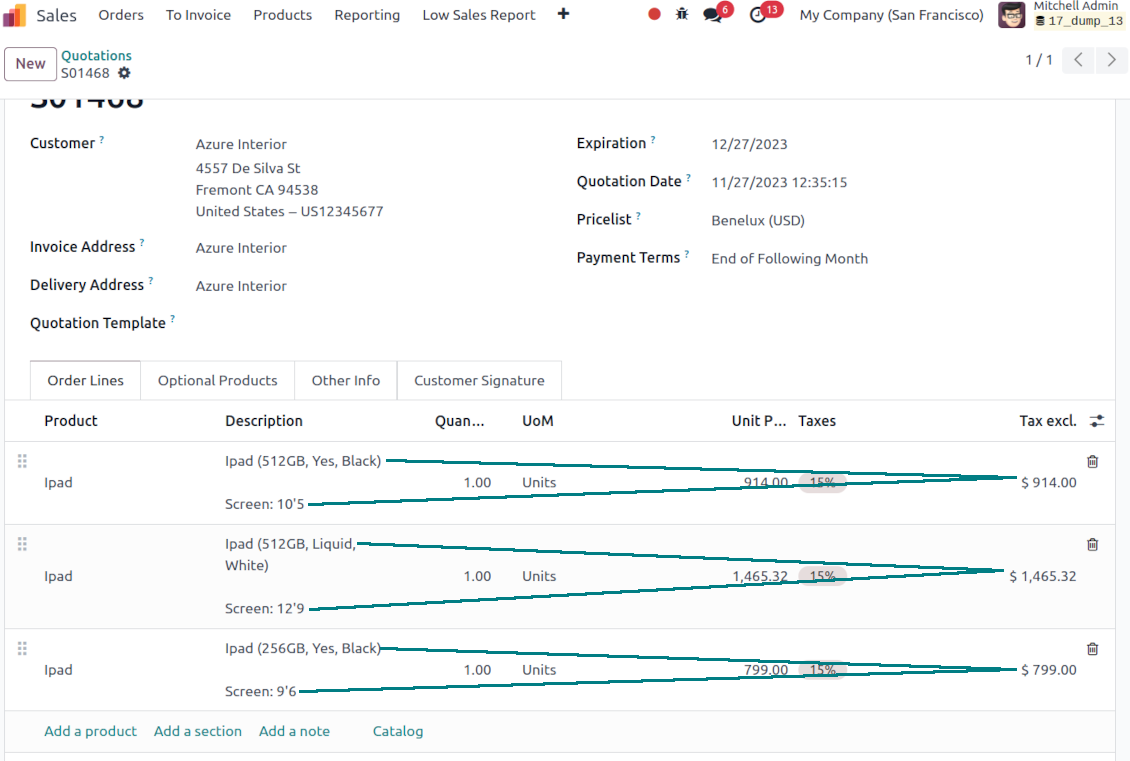 Sales Orders To Invoice Products Reporting Low Sales Report + 6 13 My Company (San Francisco) Mitchell Admin
17_dump_13
New Quotations 1 / 1
S01468
S01468
Customer ? Azure Interior Expiration ? 12/27/2023
4557 De Silva St
Fremont CA 94538 Quotation Date ? 11/27/2023 12:35:15
United States – US12345677
Pricelist ? Benelux (USD)
Invoice Address ? Azure Interior Payment Terms ? End of Following Month
Delivery Address ? Azure Interior
Quotation Template ?
Order Lines Optional Products Other Info Customer Signature
Product Description Quan... UoM Unit P... Taxes Tax excl.
Ipad (512GB, Yes, Black)
Ipad 1.00 Units 914.00 15% $ 914.00
Screen: 10'5
Ipad (512GB, Liquid,
White)
Ipad 1.00 Units 1,465.32 15% $ 1,465.32
Screen: 12'9
Ipad (256GB, Yes, Black)
Ipad 1.00 Units 799.00 15% $ 799.00
Screen: 9'6
Add a product Add a section Add a note Catalog